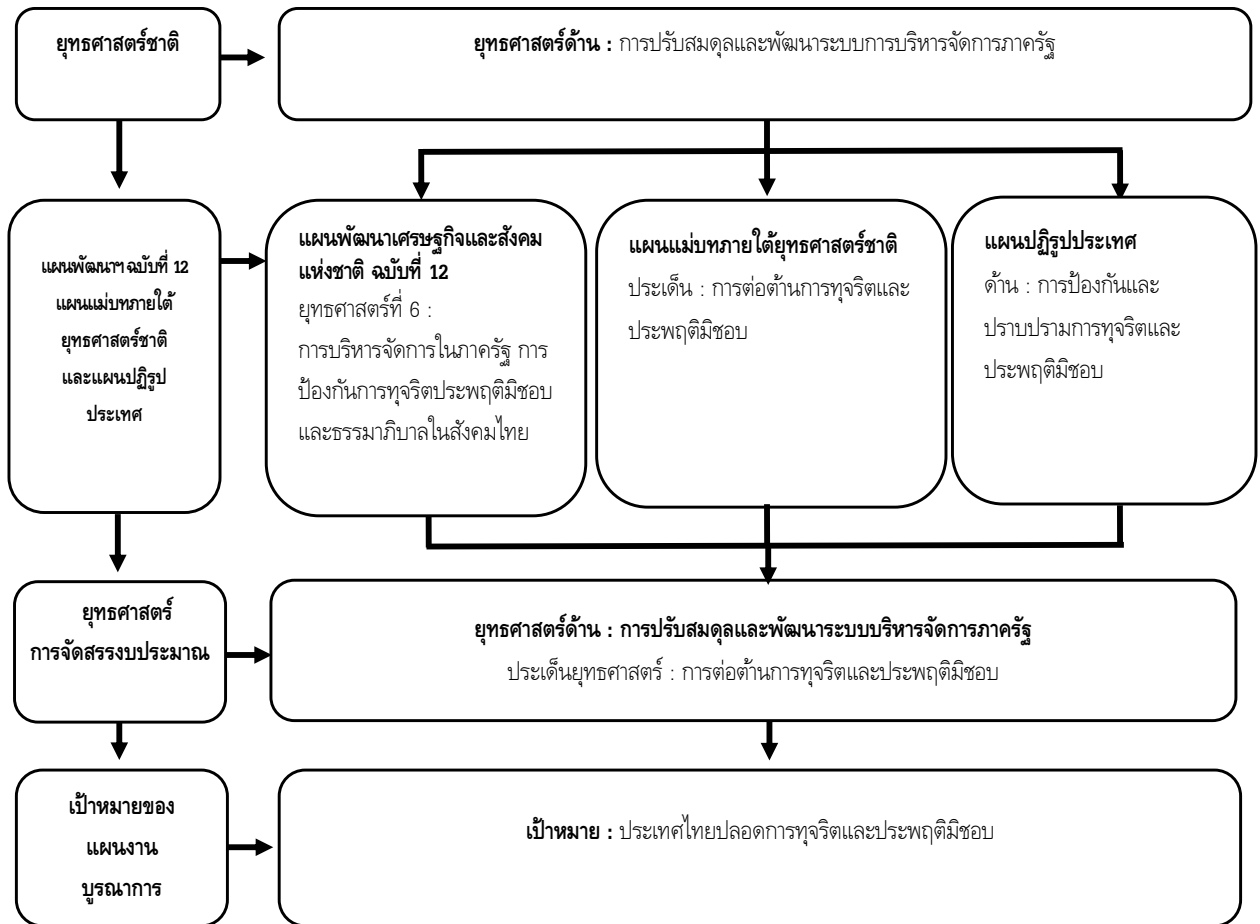 ยุทธศาสตร์ชาติ
ยุทธศาสตร์ด้าน : การปรับสมดุลและพัฒนาระบบการบริหารจัดการภาครัฐ
แผนพัฒนาฯ ฉบับที่ 12
แผนแม่บทภายใต้
ยุทธศาสตร์ชาติ
และแผนปฏิรูป
ประเทศ
แผนพัฒนาเศรษฐกิจและสังคม
แห่งชาติ ฉบับที่ 12
ยุทธศาสตร์ที่ 6 :
การบริหารจัดการในภาครัฐ การ
ป้องกันการทุจริตประพฤติมิชอบ
และธรรมาภิบาลในสังคมไทย
แผนแม่บทภายใต้ยุทธศาสตร์ชาติ
ประเด็น : การต่อต้านการทุจริตและ
ประพฤติมิชอบ
แผนปฏิรูปประเทศ
ด้าน : การป้องกันและ
ปราบปรามการทุจริตและ
ประพฤติมิชอบ
ยุทธศาสตร์
การจัดสรรงบประมาณ
ยุทธศาสตร์ด้าน : การปรับสมดุลและพัฒนาระบบบริหารจัดการภาครัฐ
ประเด็นยุทธศาสตร์ : การต่อต้านการทุจริตและประพฤติมิชอบ
เป้าหมายของ
แผนงาน
บูรณาการ
เป้าหมาย : ประเทศไทยปลอดการทุจริตและประพฤติมิชอบ